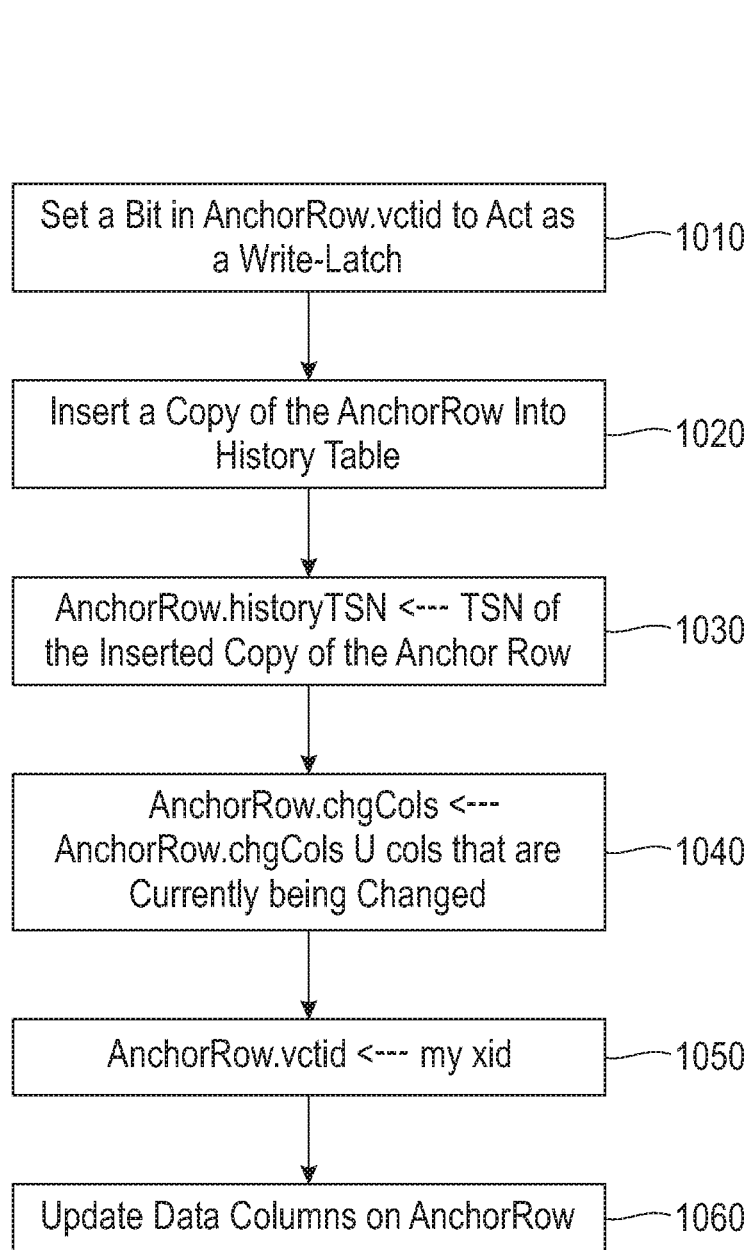 Set a Bit in AnchorRow.vctid to Act as
a Write-Latch
1010
Insert a Copy of the AnchorRow Into
History Table
1020
AnchorRow.historyTSN <--- TSN of
the Inserted Copy of the Anchor Row
1030
AnchorRow.chgCols <---
AnchorRow.chgCols U cols that are
Currently being Changed
1040
AnchorRow.vctid <--- my xid
1050
Update Data Columns on AnchorRow
1060